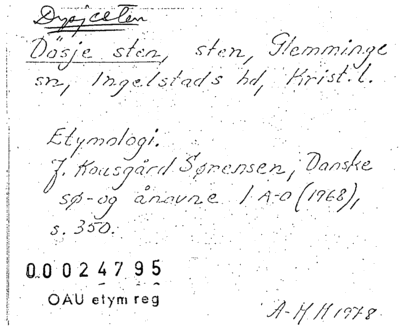 Dysjesten
Dösje sten, sten, Glemminge
sn, Ingelstads hd, Krist. l.
Etymologi.
J. Kousgård Sørensen, Danske
sø- og ånavne 1 A-O (1968),
s. 350.
00024795
OAU etym reg
A-M H 1978